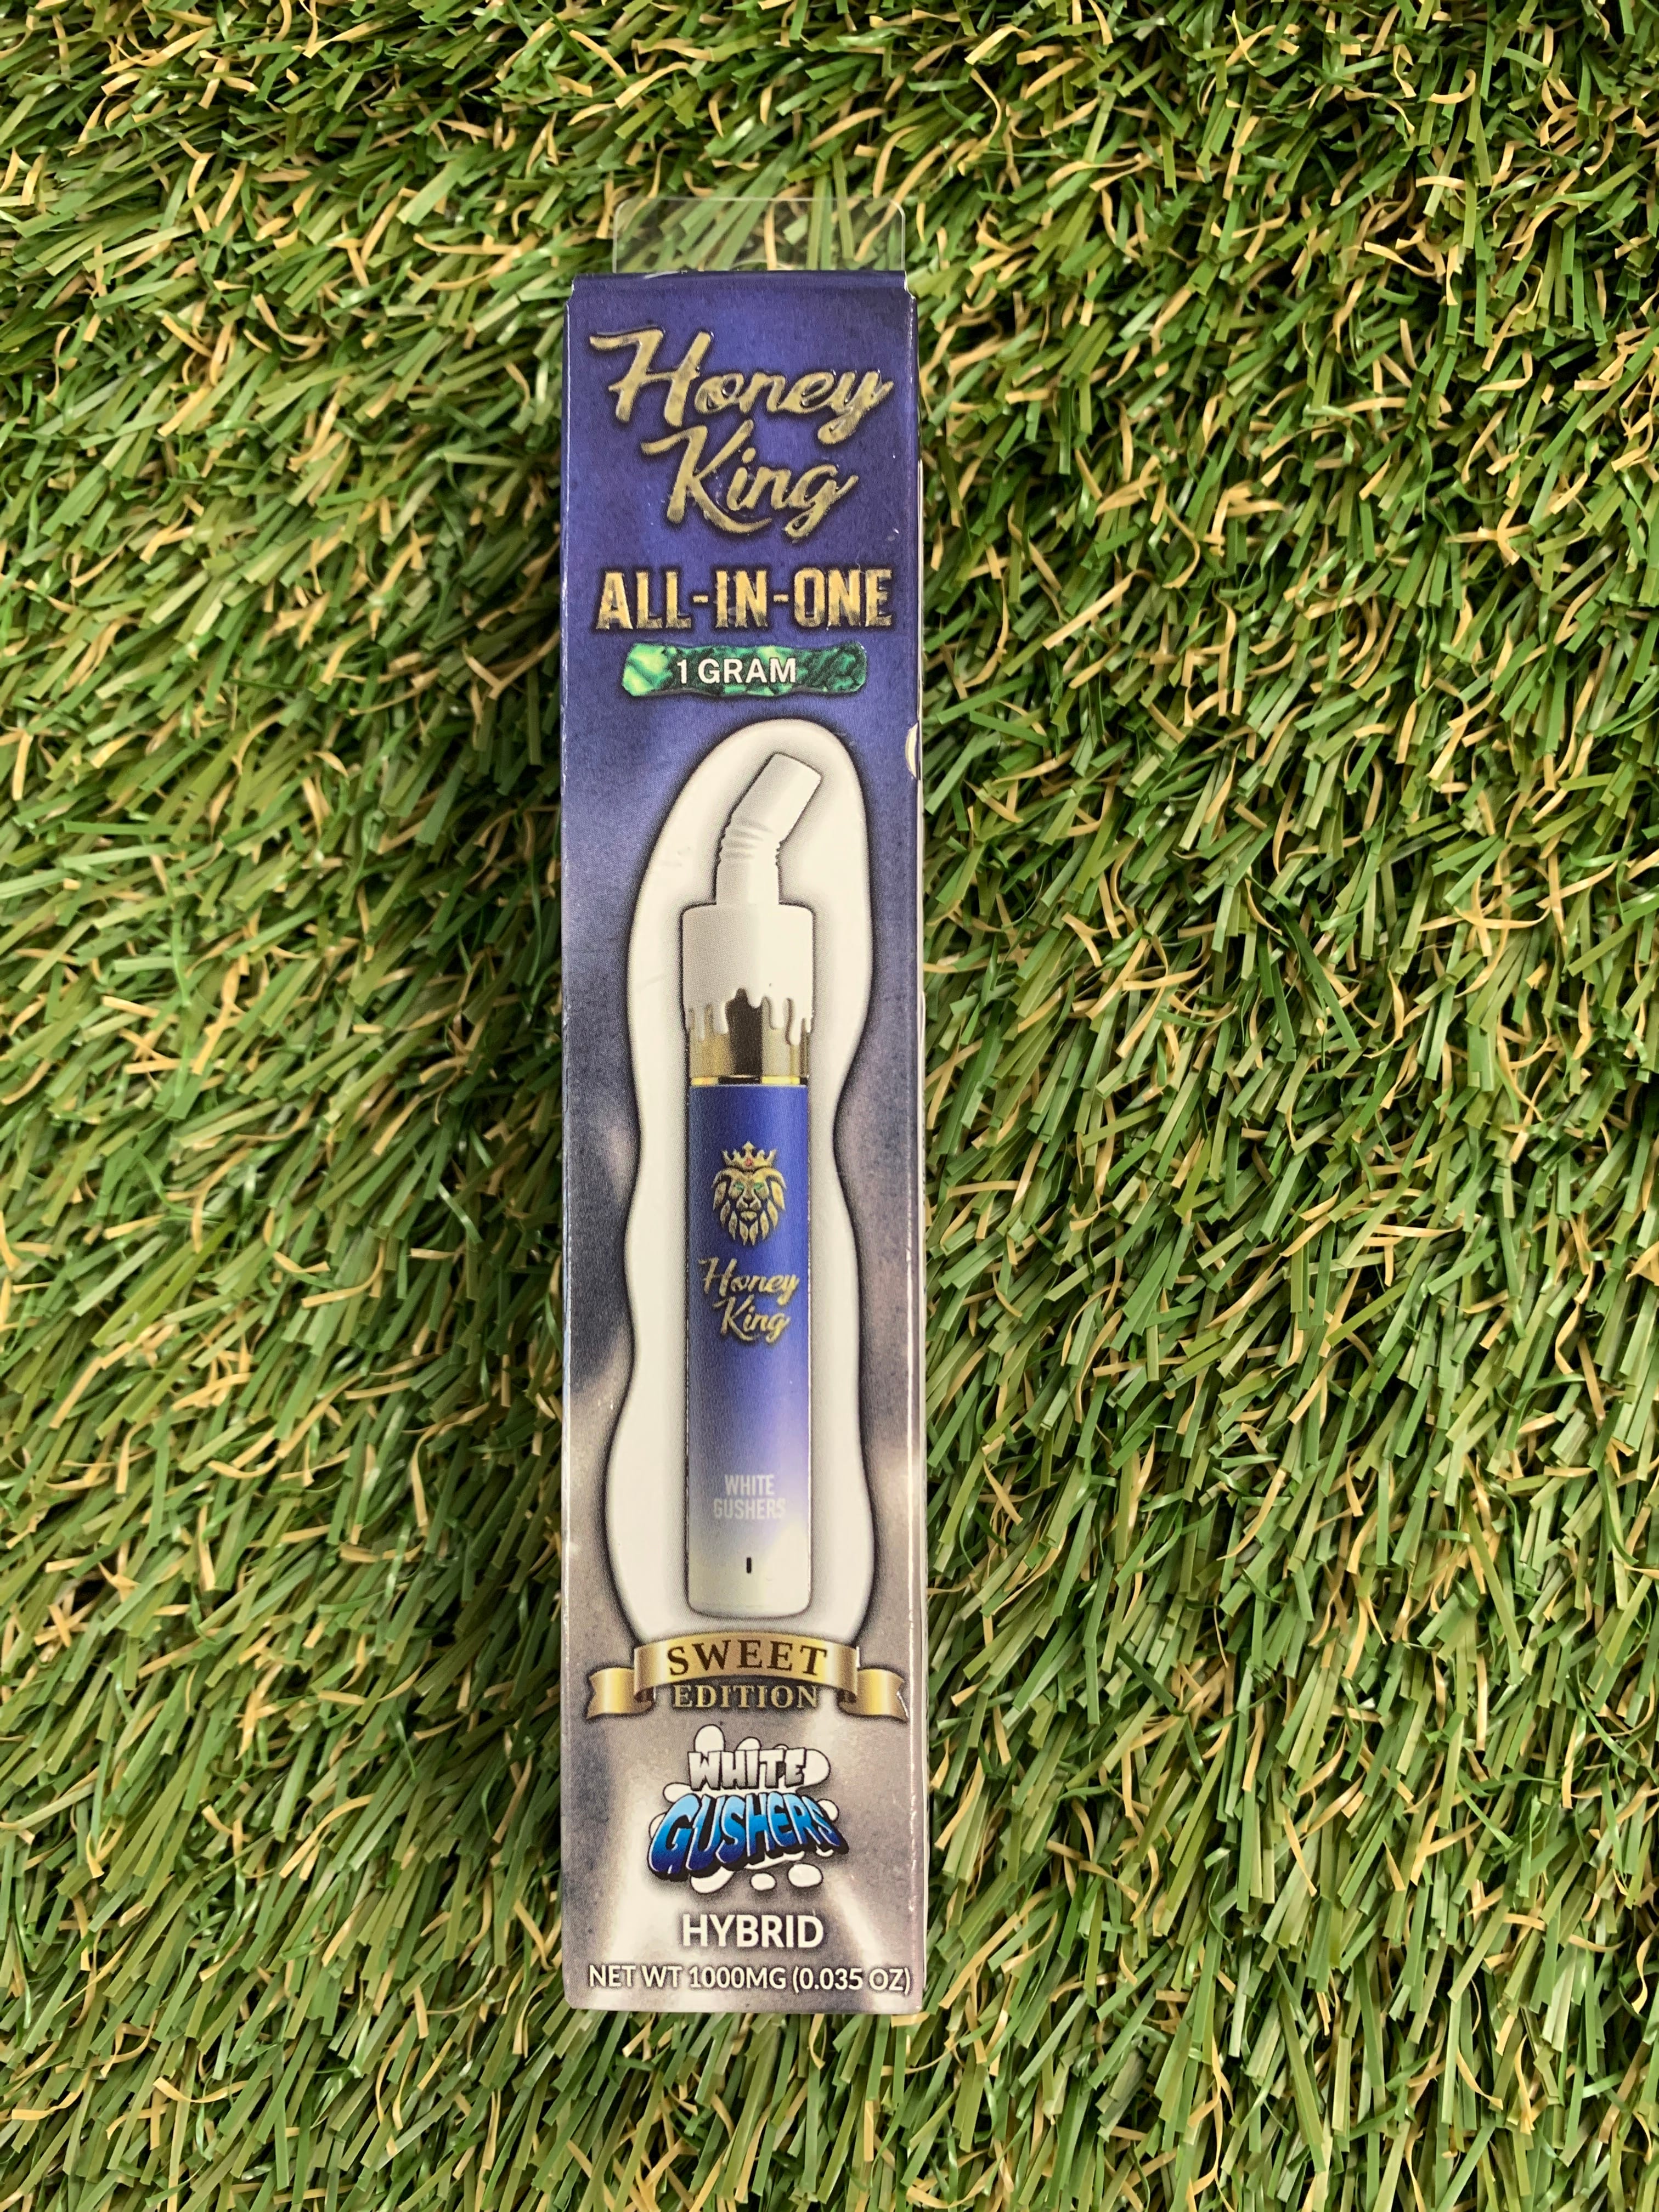 Honey
King
ALL-IN-ONE
1 GRAM
Honey
King
WHITE
GUSHERS
SWEET
EDITION
WHITE
GUSHERS
HYBRID
NET WT 1000MG (0.035 OZ)